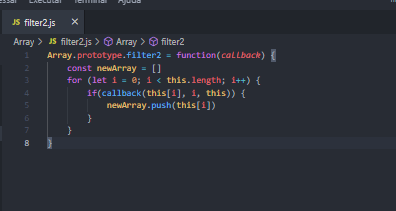 Executar Terminal Ajuda
JS filter2.js ×
Array > JS filter2.js > Array > filter2
1 Array.prototype.filter2 = function(callback) {
2 const newArray = []
3 for (let i = 0; i < this.length; i++) {
4 if(callback(this[i], i, this)) {
5 newArray.push(this[i])
6 }
7 }
8 }